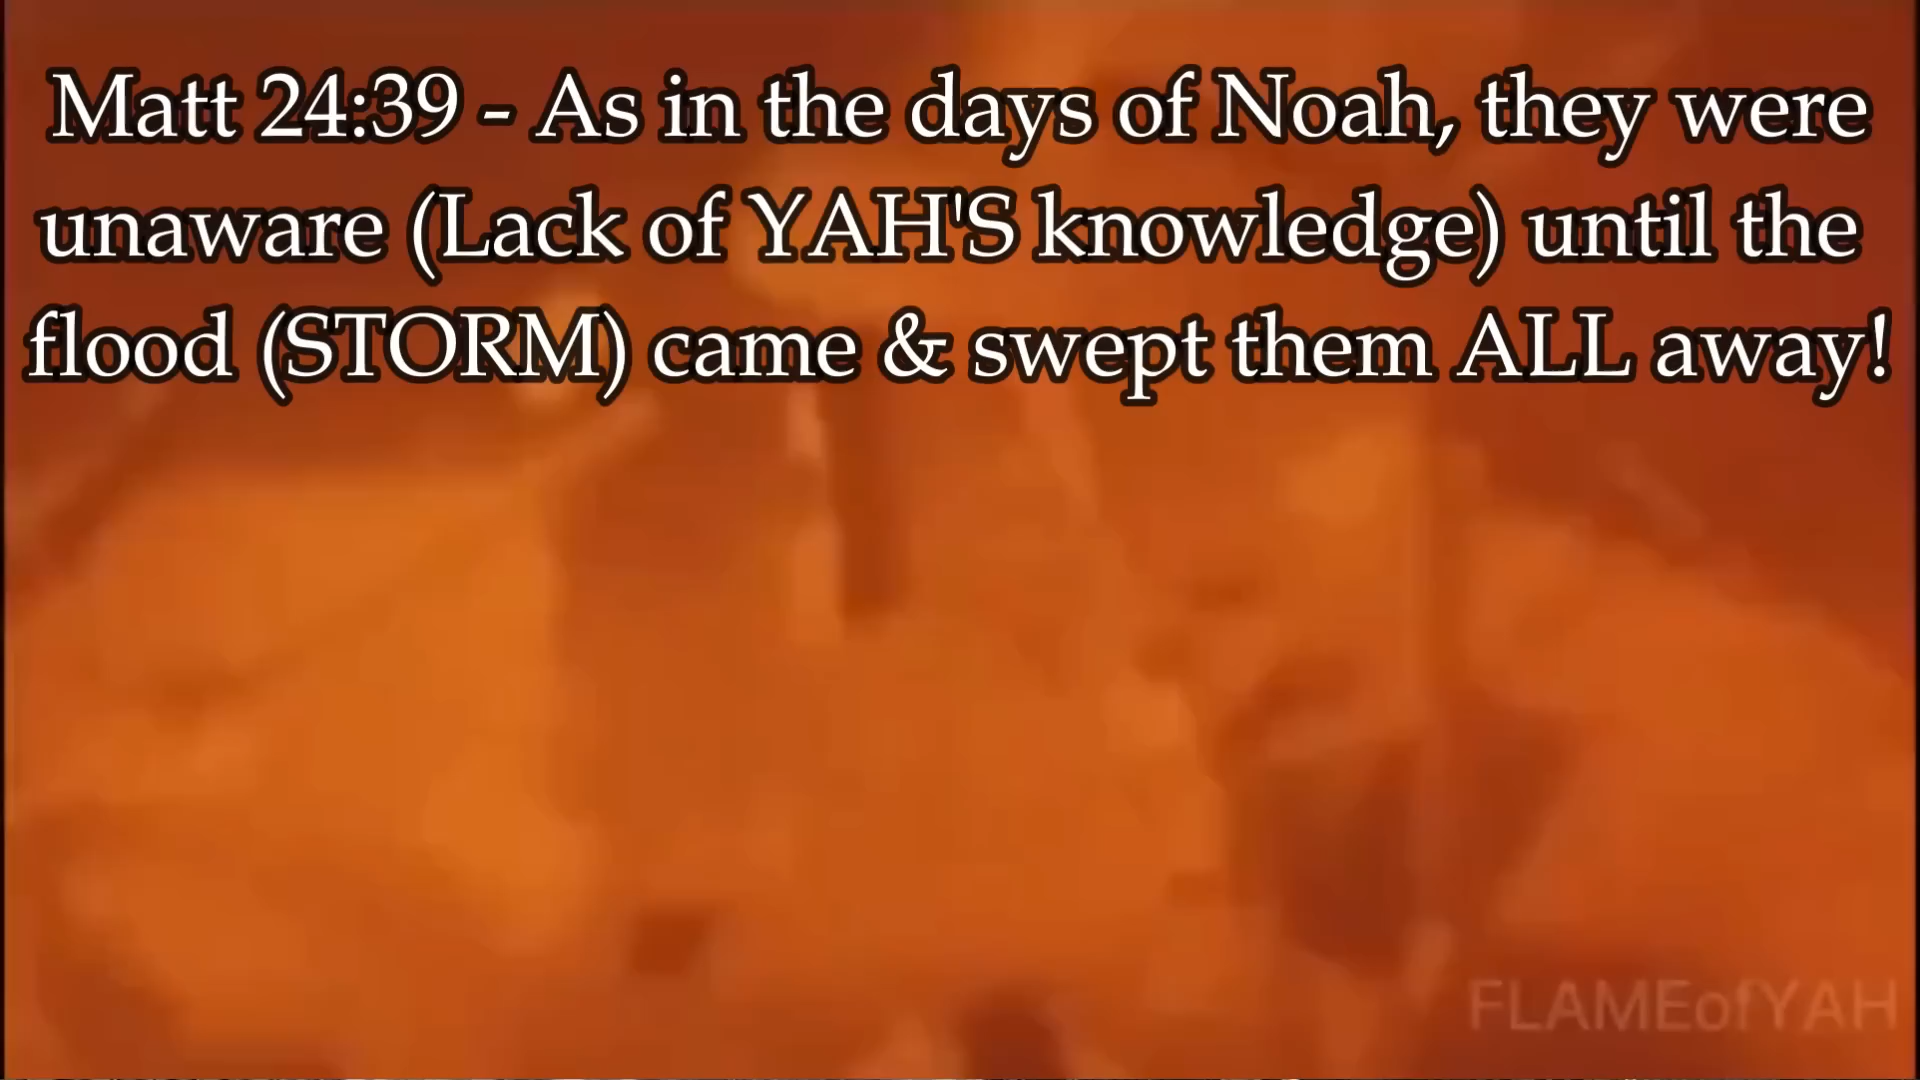 Matt 24:39 - As in the days of Noah, they were
unaware (Lack of YAH'S knowledge) until the
flood (STORM) came & swept them ALL away!
FLAMEofYAH